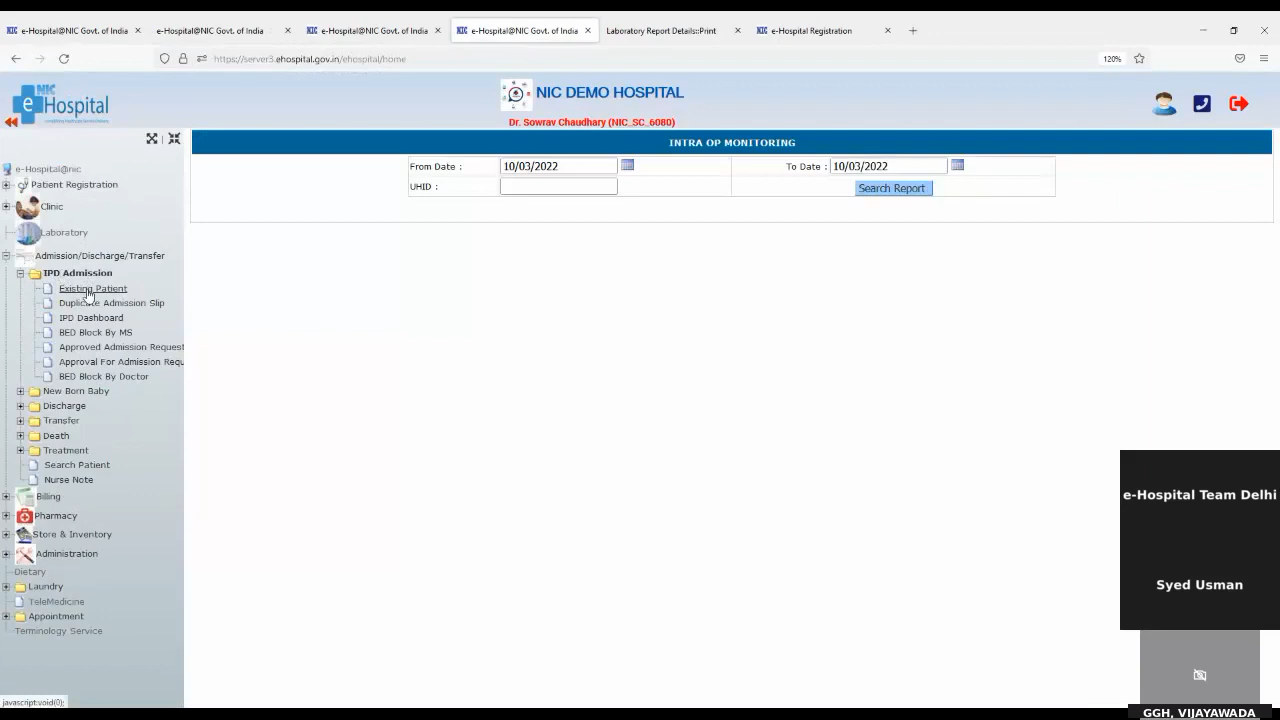 e-Hospital@NIC Govt. of India
e-Hospital@NIC Govt. of India
e-Hospital@NIC Govt. of India
e-Hospital@NIC Govt. of India
Laboratory Report Details::Print
e-Hospital Registration
https://server3.ehospital.gov.in/ehospital/home
120%
NIC
eHospital
NIC DEMO HOSPITAL
Dr. Sowrav Chaudhary (NIC_SC_6080)
e-Hospital@nic
Patient Registration
Clinic
Laboratory
Admission/Discharge/Transfer
IPD Admission
Existing Patient
Duplicate Admission Slip
IPD Dashboard
BED Block By MS
Approved Admission Request
Approval For Admission Requ
BED Block By Doctor
New Born Baby
Discharge
Transfer
Death
Treatment
Search Patient
Nurse Note
Billing
Pharmacy
Store & Inventory
Administration
Dietary
Laundry
TeleMedicine
Appointment
Terminology Service
javascript:void(0);
INTRA OP MONITORING
From Date : 10/03/2022
To Date : 10/03/2022
UHID :
Search Report
e-Hospital Team Delhi
Syed Usman
GGH, VIJAYAWADA